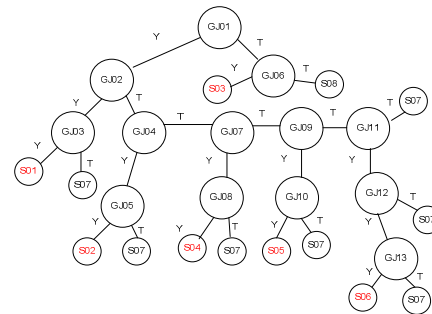 GJ01
Y T
GJ02 GJ06
Y T Y T
S03 S08
GJ03 GJ04 T GJ07 T GJ09 T GJ11 T S07
Y T Y Y Y Y
S01 S07
GJ05 GJ08 GJ10 GJ12
Y T Y T Y T Y T
S02 S07 S04 S07 S05 S07 S07
GJ13
Y T
S06 S07